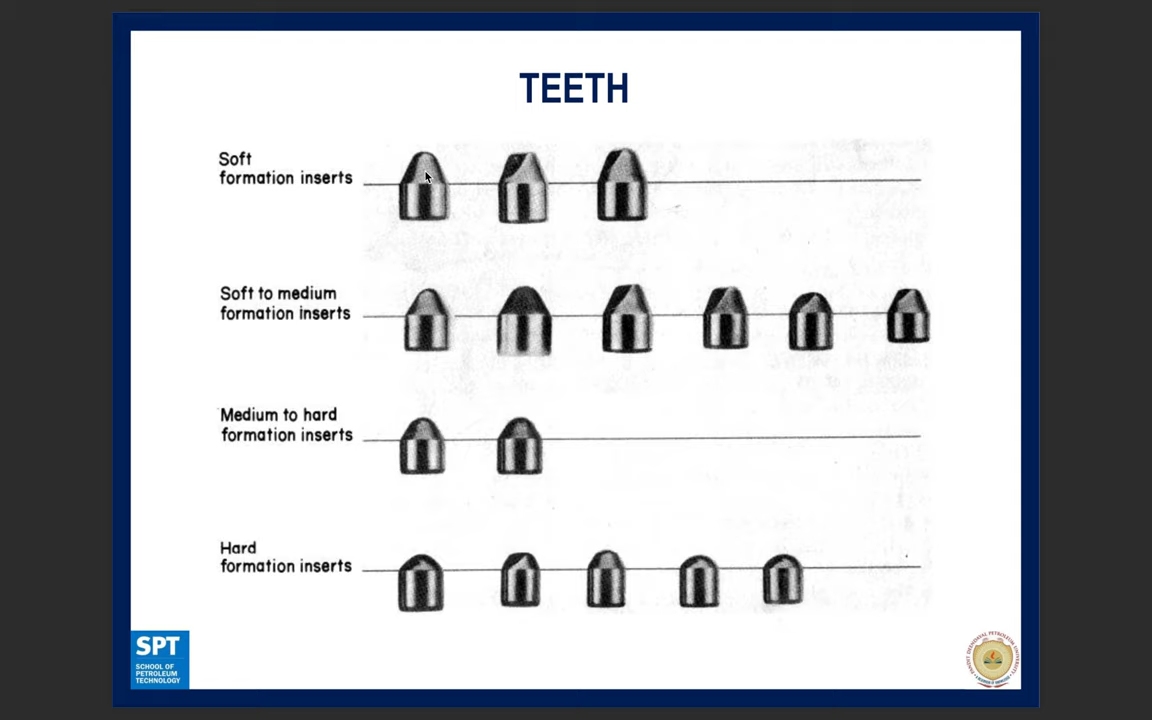 TEETH
Soft
formation inserts
Soft to medium
formation inserts
Medium to hard
formation inserts
Hard
formation inserts
SPT
SCHOOL OF
PETROLEUM
TECHNOLOGY